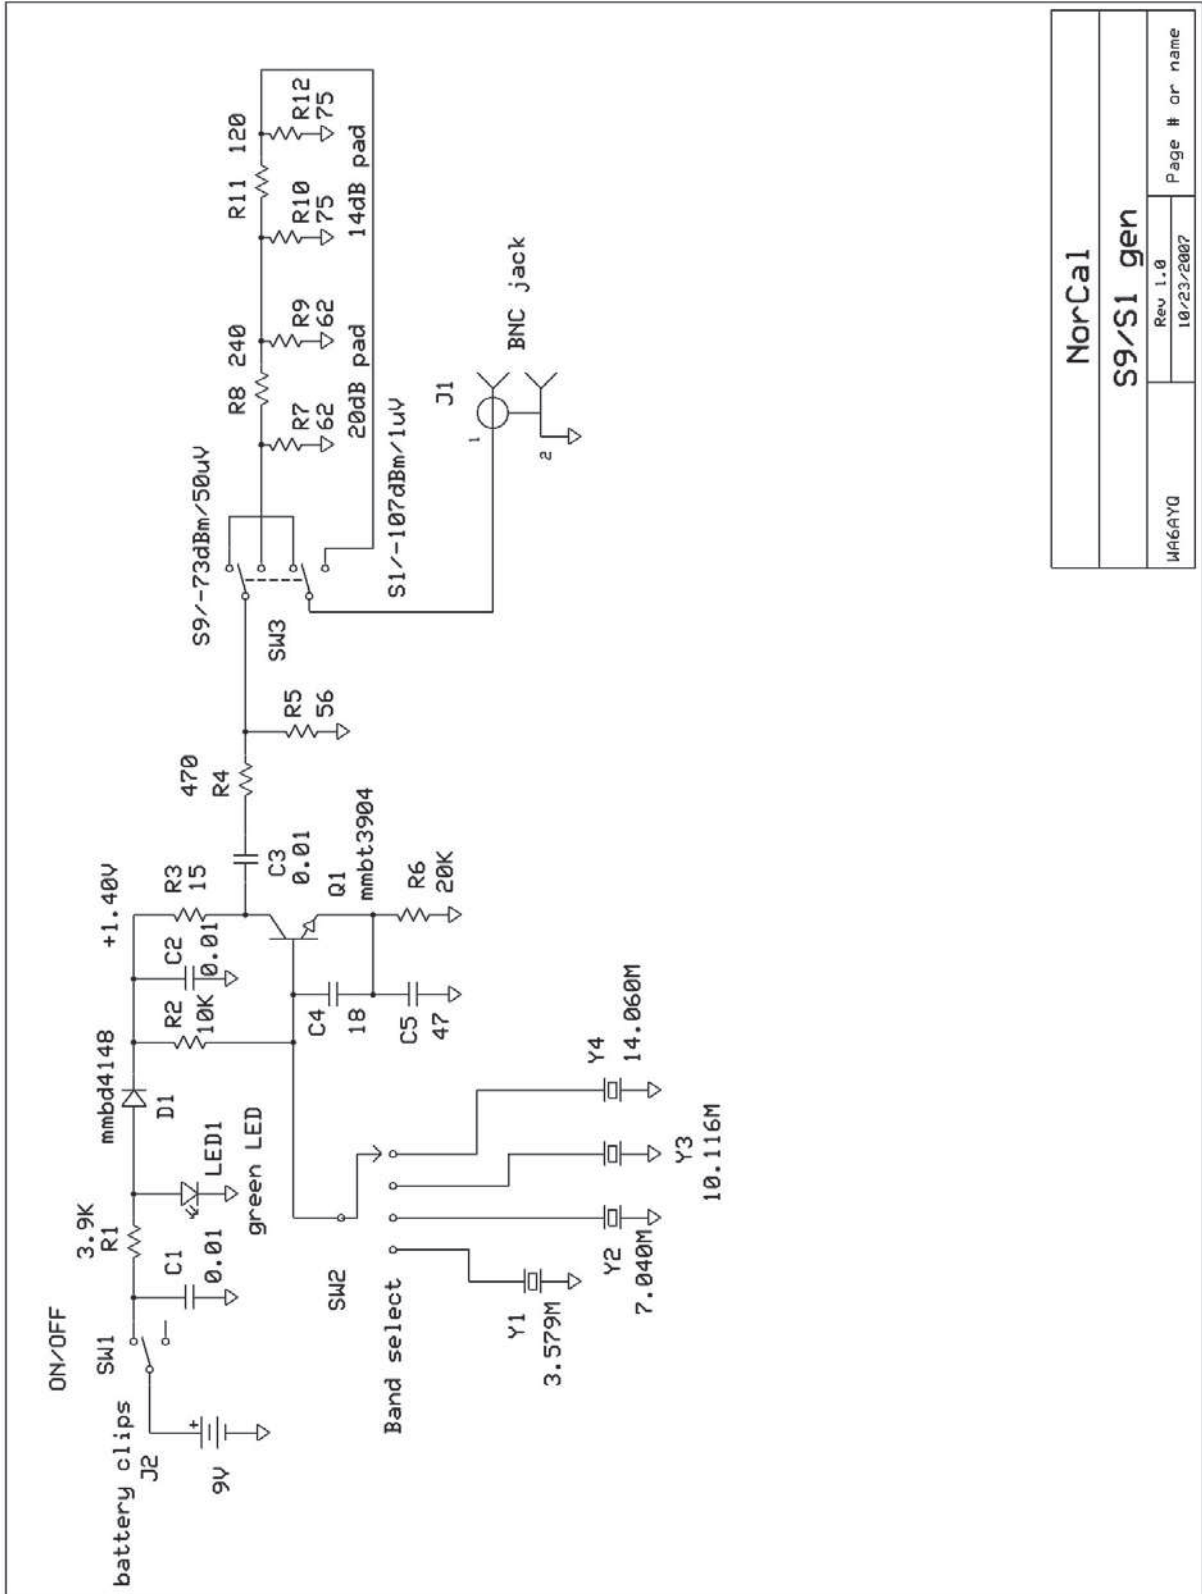 ON/OFF
battery clips
J2
9V
+
SW1
3.9K
R1
C1
0.01
LED1
green LED
mmbd4148
D1
R2
10K
C2
0.01
+1.40V
R3
15
C3
0.01
Q1
mmbt3904
R6
20K
C4
18
C5
47
470
R4
R5
56
S9/-73dBm/50uV
SW3
S1/-107dBm/1uV
R8 240
R7
62
R9
62
20dB pad
R11 120
R10
75
R12
75
14dB pad
J1
1
2
BNC jack
SW2
Band select
Y1
3.579M
Y2
7.040M
Y3
10.116M
Y4
14.060M
NorCal
S9/S1 gen
WA6AYQ
Rev 1.0
10/23/2007
Page # or name